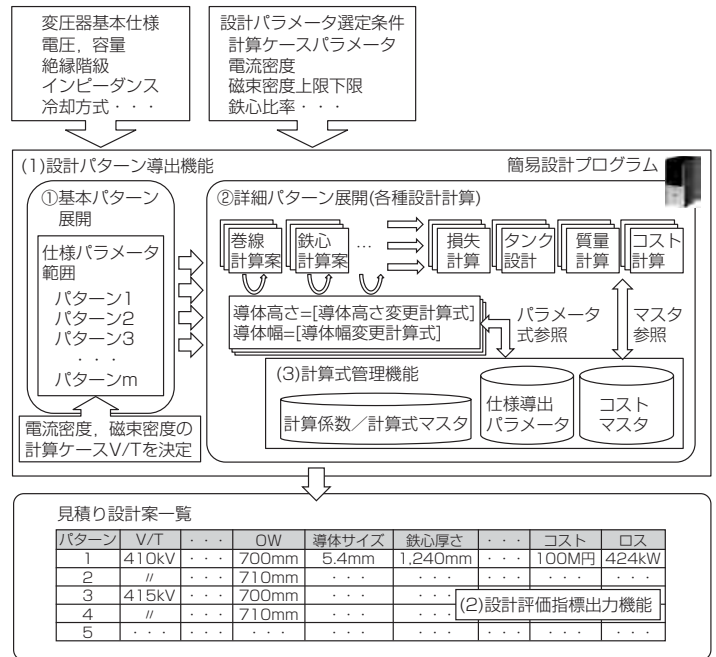 変圧器基本仕様
電圧，容量
絶縁階級
インピーダンス
冷却方式・・・
設計パラメータ選定条件
計算ケースパラメータ
電流密度
磁束密度上限下限
鉄心比率・・・
(1)設計パターン導出機能
簡易設計プログラム
①基本パターン
展開
仕様パラメータ
範囲
パターン1
パターン2
パターン3
・・・
パターンm
電流密度，磁束密度の
計算ケースV/Tを決定
②詳細パターン展開(各種設計計算)
巻線
計算案
鉄心
計算案
…
損失
計算
タンク
設計
質量
計算
コスト
計算
導体高さ=[導体高さ変更計算式]
導体幅=[導体幅変更計算式]
パラメータ
式参照
マスタ
参照
(3)計算式管理機能
計算係数／計算式マスタ
仕様導出
パラメータ
コスト
マスタ
見積り設計案一覧
パターン V/T ・・・ OW 導体サイズ 鉄心厚さ ・・・ コスト ロス
1 410kV ・・・ 700mm 5.4mm 1,240mm ・・・ 100M円 424kW
2 〃 ・・・ 710mm ・・・ ・・・ ・・・ ・・・ ・・・
3 415kV ・・・ 700mm ・・・ ・・・
4 〃 ・・・ 710mm ・・・ ・・・
(2)設計評価指標出力機能
5 ・・・ ・・・ ・・・ ・・・ ・・・ ・・・ ・・・ ・・・